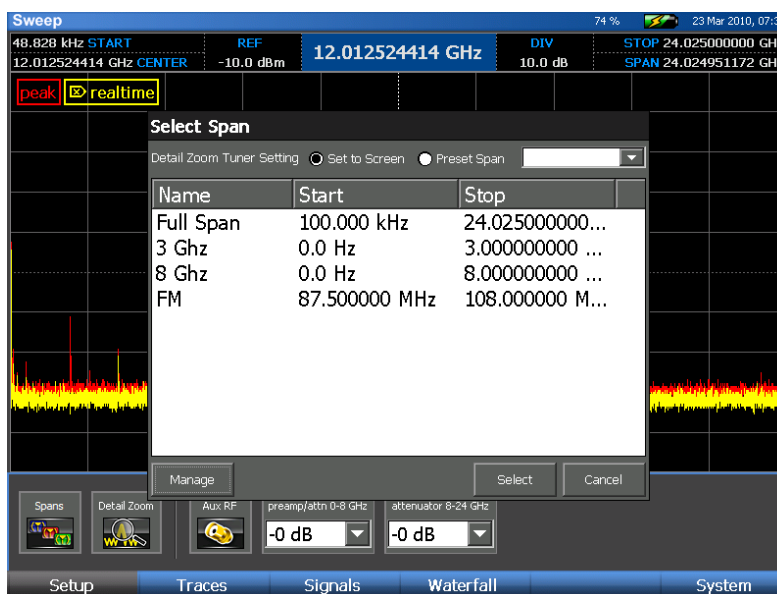 Sweep 74 % 23 Mar 2010, 07:3
48.828 kHz START REF 12.012524414 GHz DIV STOP 24.025000000 GH
12.012524414 GHz CENTER -10.0 dBm 10.0 dB SPAN 24.024951172 GH
peak realtime
Select Span
Detail Zoom Tuner Setting Set to Screen Preset Span
Name Start Stop
Full Span 100.000 kHz 24.025000000...
3 Ghz 0.0 Hz 3.000000000 ...
8 Ghz 0.0 Hz 8.000000000 ...
FM 87.500000 MHz 108.000000 M...
Manage Select Cancel
Spans Detail Zoom Aux RF preamp/attn 0-8 GHz attenuator 8-24 GHz
-0 dB -0 dB
Setup Traces Signals Waterfall System